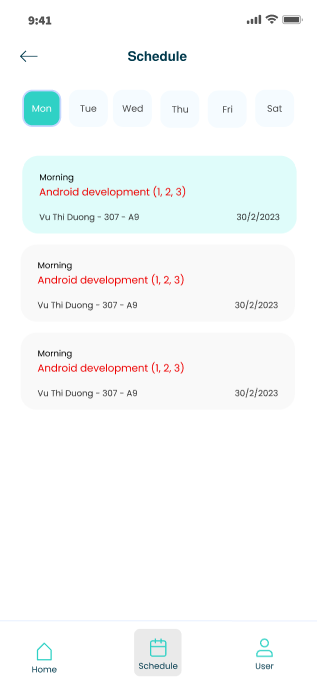 9:41
Schedule
Mon Tue Wed Thu Fri Sat
Morning
Android development (1, 2, 3)
Vu Thi Duong - 307 - A9 30/2/2023
Morning
Android development (1, 2, 3)
Vu Thi Duong - 307 - A9 30/2/2023
Morning
Android development (1, 2, 3)
Vu Thi Duong - 307 - A9 30/2/2023
Home Schedule User